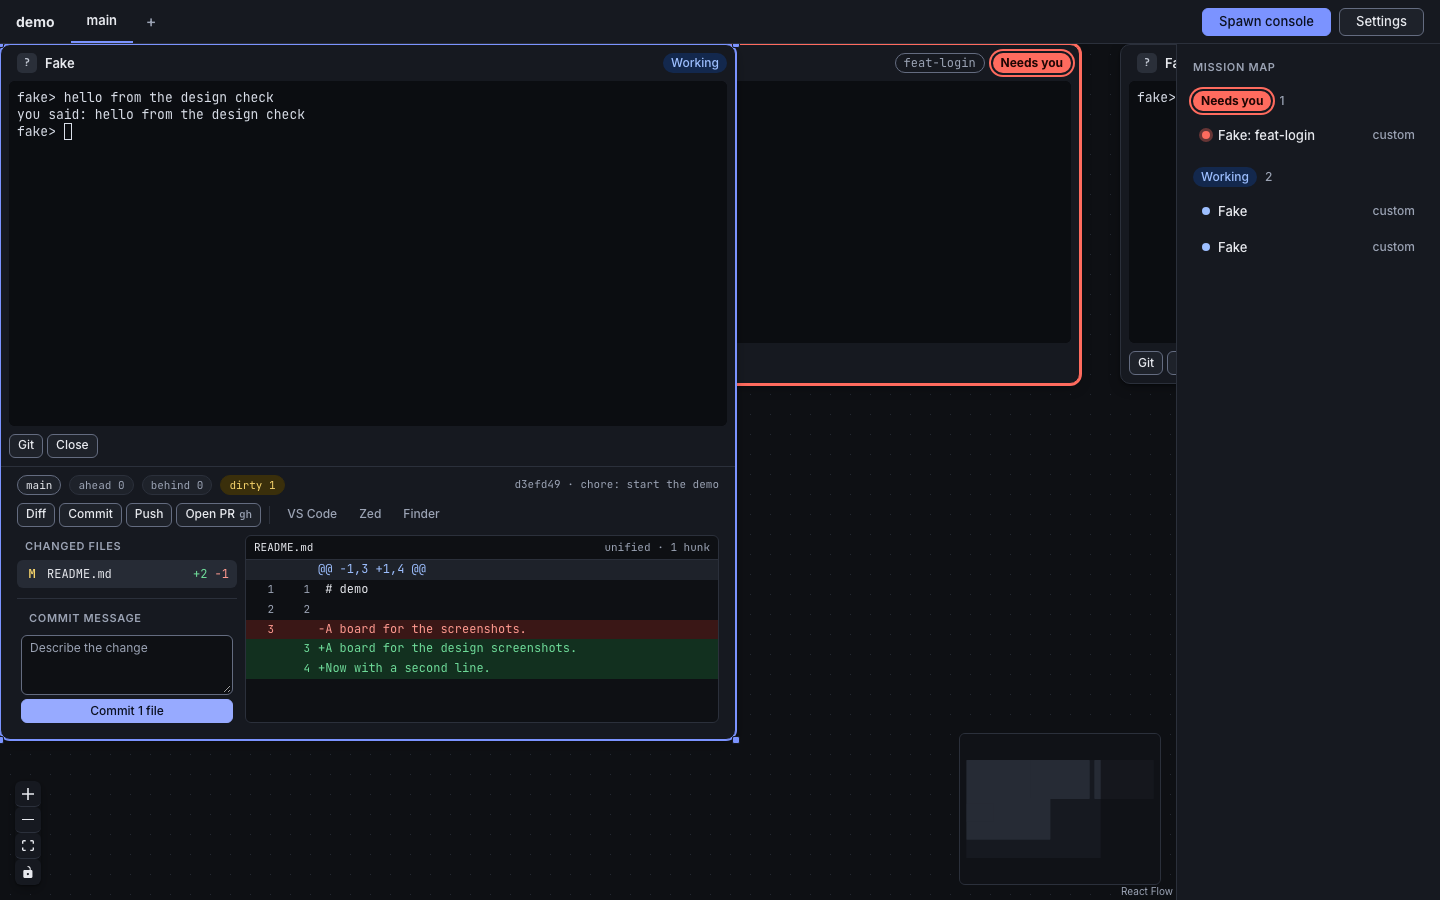 demo
main
+
Spawn console
Settings
? Fake
Working
fake> hello from the design check
you said: hello from the design check
fake>
Git
Close
main
ahead 0
behind 0
dirty 1
d3efd49 · chore: start the demo
Diff
Commit
Push
Open PR gh
VS Code
Zed
Finder
CHANGED FILES
M README.md +2 -1
COMMIT MESSAGE
Describe the change
Commit 1 file
README.md
unified · 1 hunk
@@ -1,3 +1,4 @@
1 1 # demo
2 2
3 -A board for the screenshots.
3 +A board for the design screenshots.
4 +Now with a second line.
feat-login
Needs you
? Fa
fake>
Git
MISSION MAP
Needs you 1
Fake: feat-login custom
Working 2
Fake custom
Fake custom
React Flow